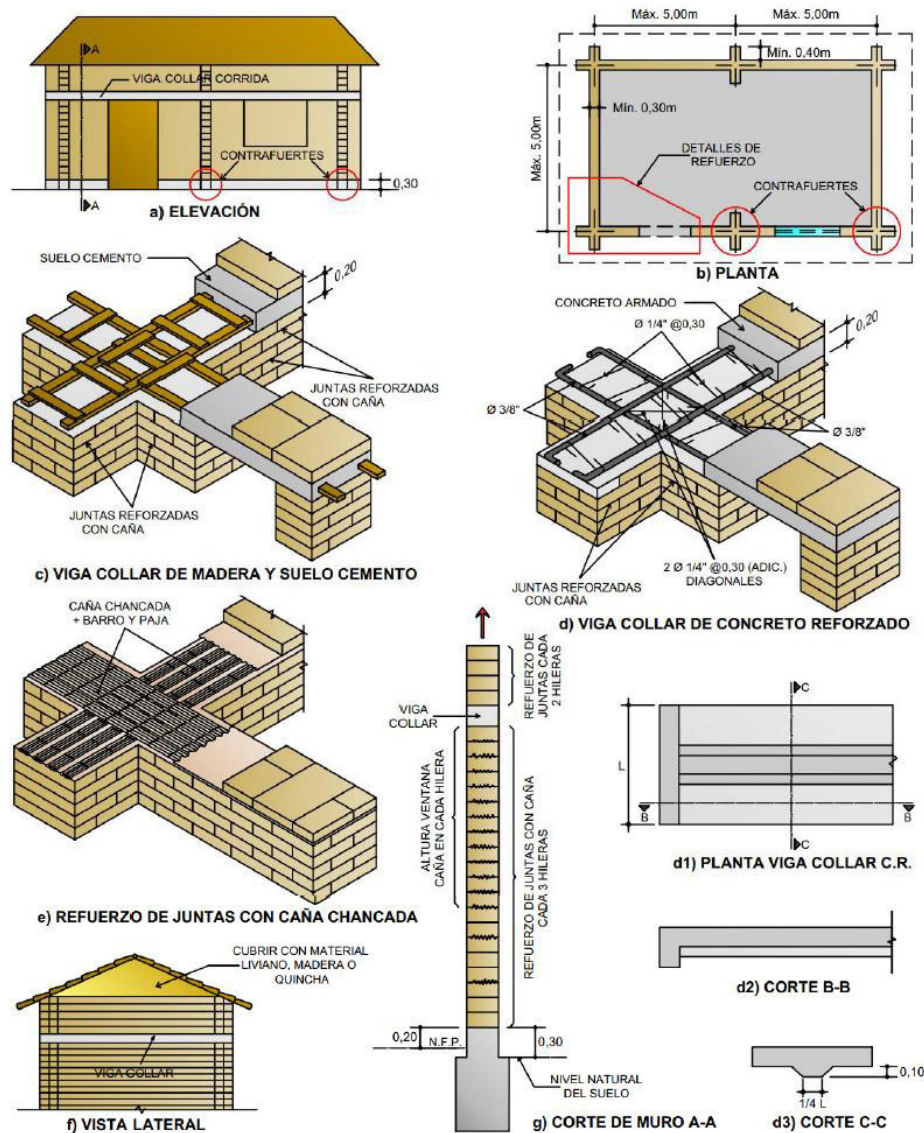 A
VIGA COLLAR CORRIDA
CONTRAFUERTES
0,30
A
a) ELEVACIÓN
Máx. 5,00m
Máx. 5,00m
Mín. 0,40m
Mín. 0,30m
Máx. 5,00m
DETALLES DE
REFUERZO
CONTRAFUERTES
b) PLANTA
SUELO CEMENTO
0,20
JUNTAS REFORZADAS
CON CAÑA
JUNTAS REFORZADAS
CON CAÑA
c) VIGA COLLAR DE MADERA Y SUELO CEMENTO
CONCRETO ARMADO
Ø 1/4" @0,30
0,20
Ø 3/8"
Ø 3/8"
2 Ø 1/4" @0,30 (ADIC.)
DIAGONALES
JUNTAS REFORZADAS
CON CAÑA
d) VIGA COLLAR DE CONCRETO REFORZADO
CAÑA CHANCADA
+ BARRO Y PAJA
e) REFUERZO DE JUNTAS CON CAÑA CHANCADA
REFUERZO DE
JUNTAS CADA
2 HILERAS
VIGA
COLLAR
ALTURA VENTANA
CAÑA EN CADA HILERA
REFUERZO DE JUNTAS CON CAÑA
CADA 3 HILERAS
0,20
N.F.P.
0,30
NIVEL NATURAL
DEL SUELO
g) CORTE DE MURO A-A
C
L
B
B
C
d1) PLANTA VIGA COLLAR C.R.
d2) CORTE B-B
0,10
1/4 L
d3) CORTE C-C
CUBRIR CON MATERIAL
LIVIANO, MADERA O
QUINCHA
VIGA COLLAR
f) VISTA LATERAL